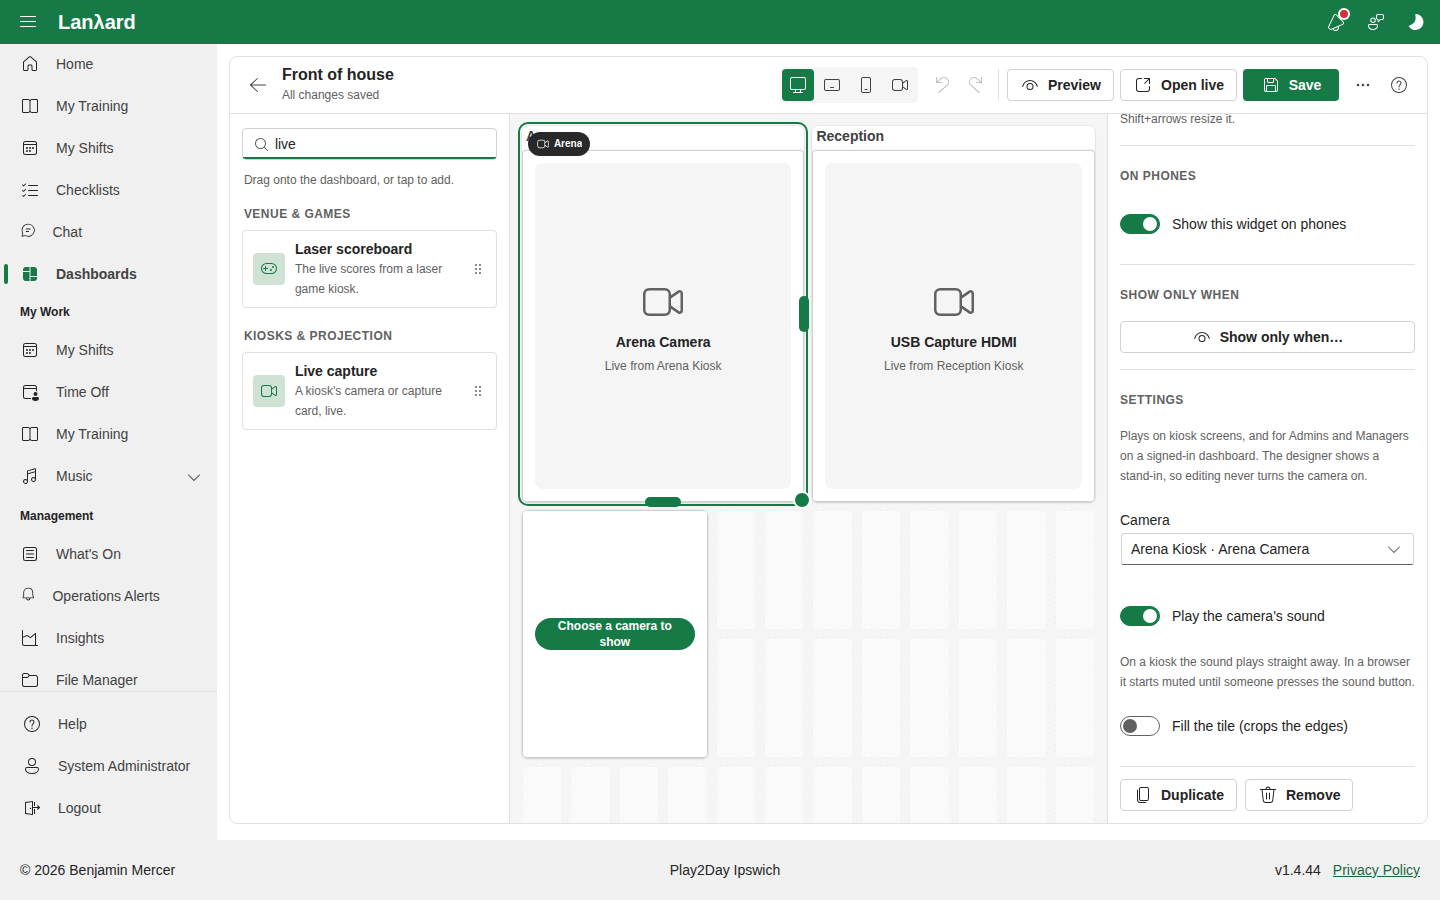 Lanλard
Home
My Training
My Shifts
Checklists
Chat
Dashboards
My Work
My Shifts
Time Off
My Training
Music
Management
What's On
Operations Alerts
Insights
File Manager
Help
System Administrator
Logout
Front of house
All changes saved
Preview
Open live
Save
live
Drag onto the dashboard, or tap to add.
VENUE & GAMES
Laser scoreboard
The live scores from a laser
game kiosk.
KIOSKS & PROJECTION
Live capture
A kiosk's camera or capture
card, live.
Arena
Arena Camera
Live from Arena Kiosk
Reception
USB Capture HDMI
Live from Reception Kiosk
Choose a camera to
show
Shift+arrows resize it.
ON PHONES
Show this widget on phones
SHOW ONLY WHEN
Show only when…
SETTINGS
Plays on kiosk screens, and for Admins and Managers
on a signed-in dashboard. The designer shows a
stand-in, so editing never turns the camera on.
Camera
Arena Kiosk · Arena Camera
Play the camera's sound
On a kiosk the sound plays straight away. In a browser
it starts muted until someone presses the sound button.
Fill the tile (crops the edges)
Duplicate
Remove
© 2026 Benjamin Mercer
Play2Day Ipswich
v1.4.44
Privacy Policy